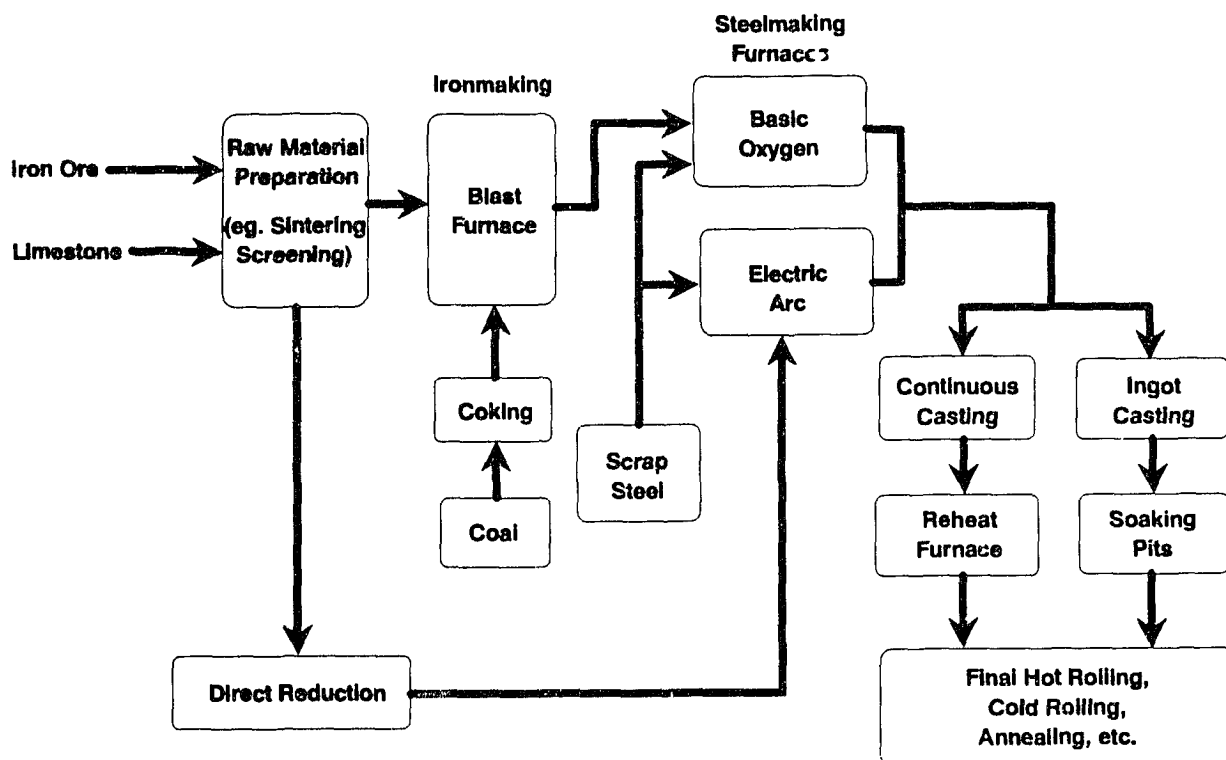 Steelmaking
Furnaces
Ironmaking
Iron Ore
Limestone
Raw Material
Preparation
(eg. Sintering
Screening)
Blast
Furnace
Basic
Oxygen
Electric
Arc
Coking
Coal
Scrap
Steel
Continuous
Casting
Ingot
Casting
Reheat
Furnace
Soaking
Pits
Direct Reduction
Final Hot Rolling,
Cold Rolling,
Annealing, etc.